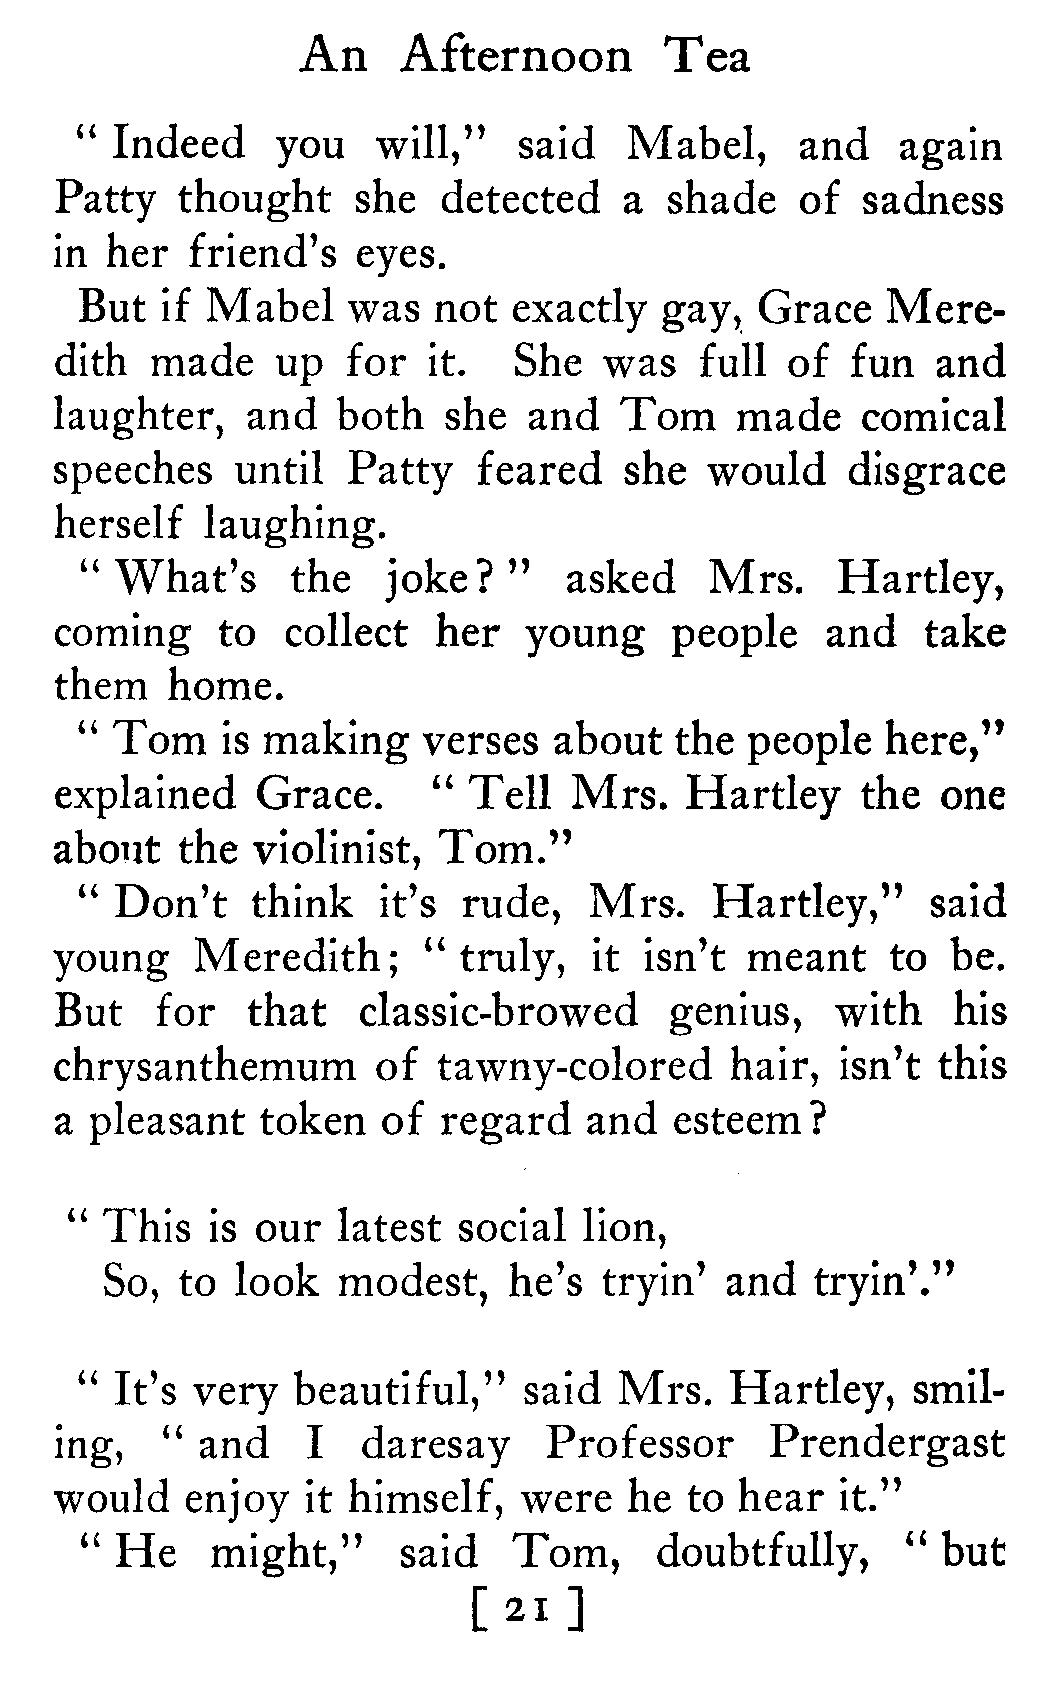 An Afternoon Tea
“ Indeed you will,” said Mabel, and again
Patty thought she detected a shade of sadness
in her friend’s eyes.
But if Mabel was not exactly gay, Grace Mere-
dith made up for it. She was full of fun and
laughter, and both she and Tom made comical
speeches until Patty feared she would disgrace
herself laughing.
“ What’s the joke? ” asked Mrs. Hartley,
coming to collect her young people and take
them home.
“ Tom is making verses about the people here,”
explained Grace. “ Tell Mrs. Hartley the one
about the violinist, Tom.”
“ Don’t think it’s rude, Mrs. Hartley,” said
young Meredith; “ truly, it isn’t meant to be.
But for that classic-browed genius, with his
chrysanthemum of tawny-colored hair, isn’t this
a pleasant token of regard and esteem?
“ This is our latest social lion,
So, to look modest, he’s tryin’ and tryin’.”
“ It’s very beautiful,” said Mrs. Hartley, smil-
ing, “ and I daresay Professor Prendergast
would enjoy it himself, were he to hear it.”
“ He might,” said Tom, doubtfully, “ but
[ 21 ]